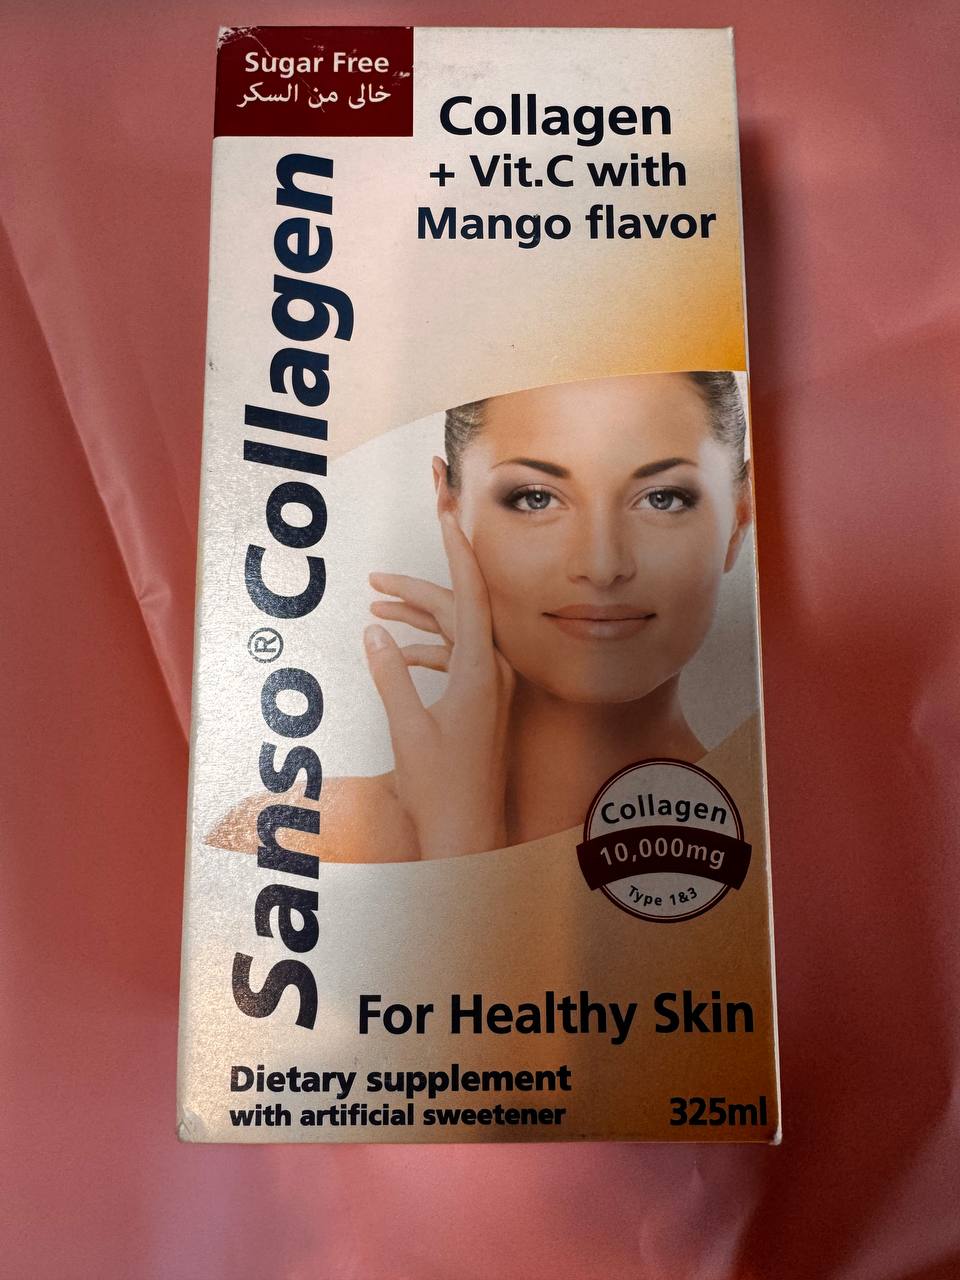 Sugar Free
خالى من السكر
Collagen
+ Vit.C with
Mango flavor
Sanso® Collagen
Collagen
10,000mg
Type 1&3
For Healthy Skin
Dietary supplement
with artificial sweetener
325ml